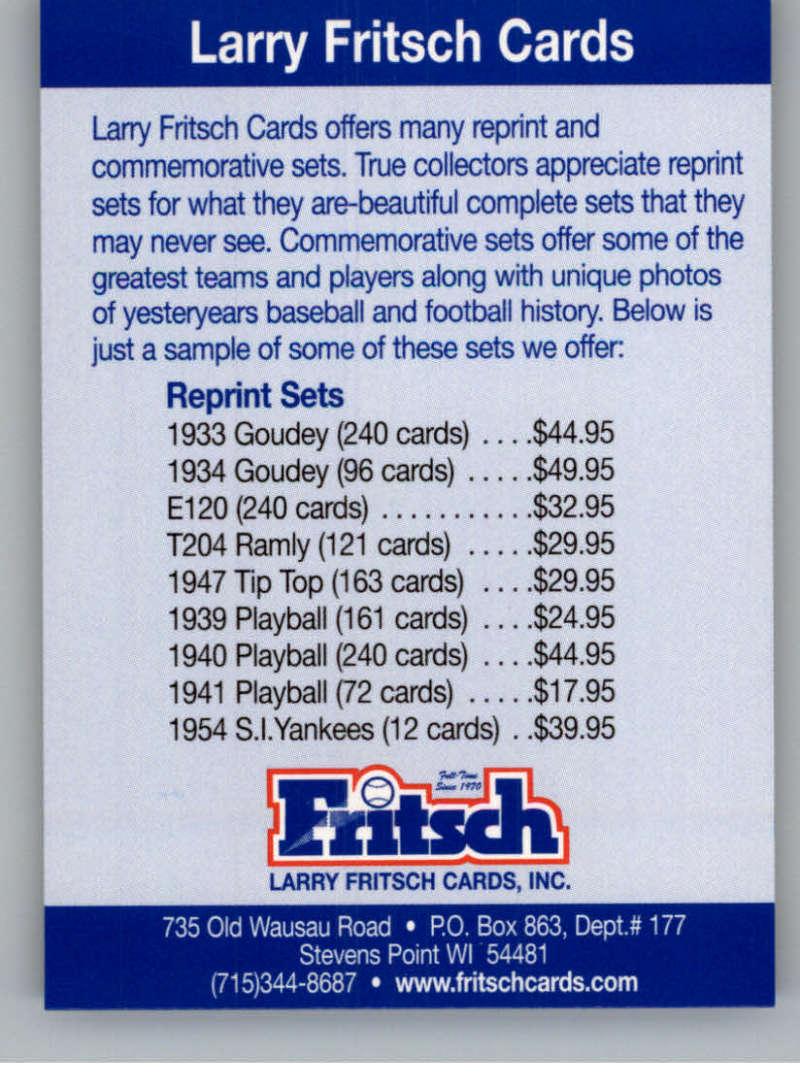 Larry Fritsch Cards
Larry Fritsch Cards offers many reprint and
commemorative sets. True collectors appreciate reprint
sets for what they are-beautiful complete sets that they
may never see. Commemorative sets offer some of the
greatest teams and players along with unique photos
of yesteryears baseball and football history. Below is
just a sample of some of these sets we offer:
Reprint Sets
1933 Goudey (240 cards) ....$44.95
1934 Goudey (96 cards) .....$49.95
E120 (240 cards) ...........$32.95
T204 Ramly (121 cards) .....$29.95
1947 Tip Top (163 cards) ....$29.95
1939 Playball (161 cards) ....$24.95
1940 Playball (240 cards) ....$44.95
1941 Playball (72 cards) .....$17.95
1954 S.I.Yankees (12 cards) ..$39.95
Full-Time
Since 1970
Fritsch
LARRY FRITSCH CARDS, INC.
735 Old Wausau Road • P.O. Box 863, Dept.# 177
Stevens Point WI 54481
(715)344-8687 • www.fritschcards.com